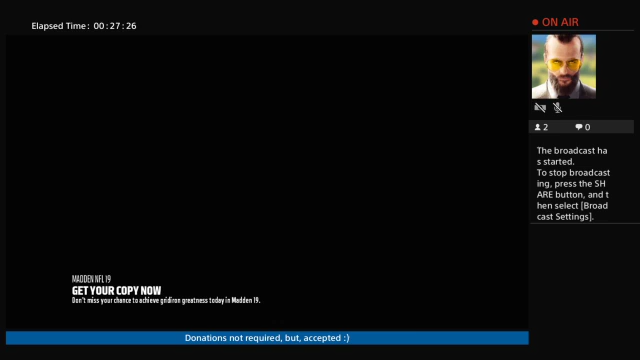 Elapsed Time: 00:27:26
ON AIR
2
0
The broadcast ha
s started.
To stop broadcast
ing, press the SH
ARE button, and t
hen select [Broad
cast Settings].
MADDEN NFL 19
GET YOUR COPY NOW
Don't miss your chance to achieve gridiron greatness today in Madden 19.
Donations not required, but, accepted :)